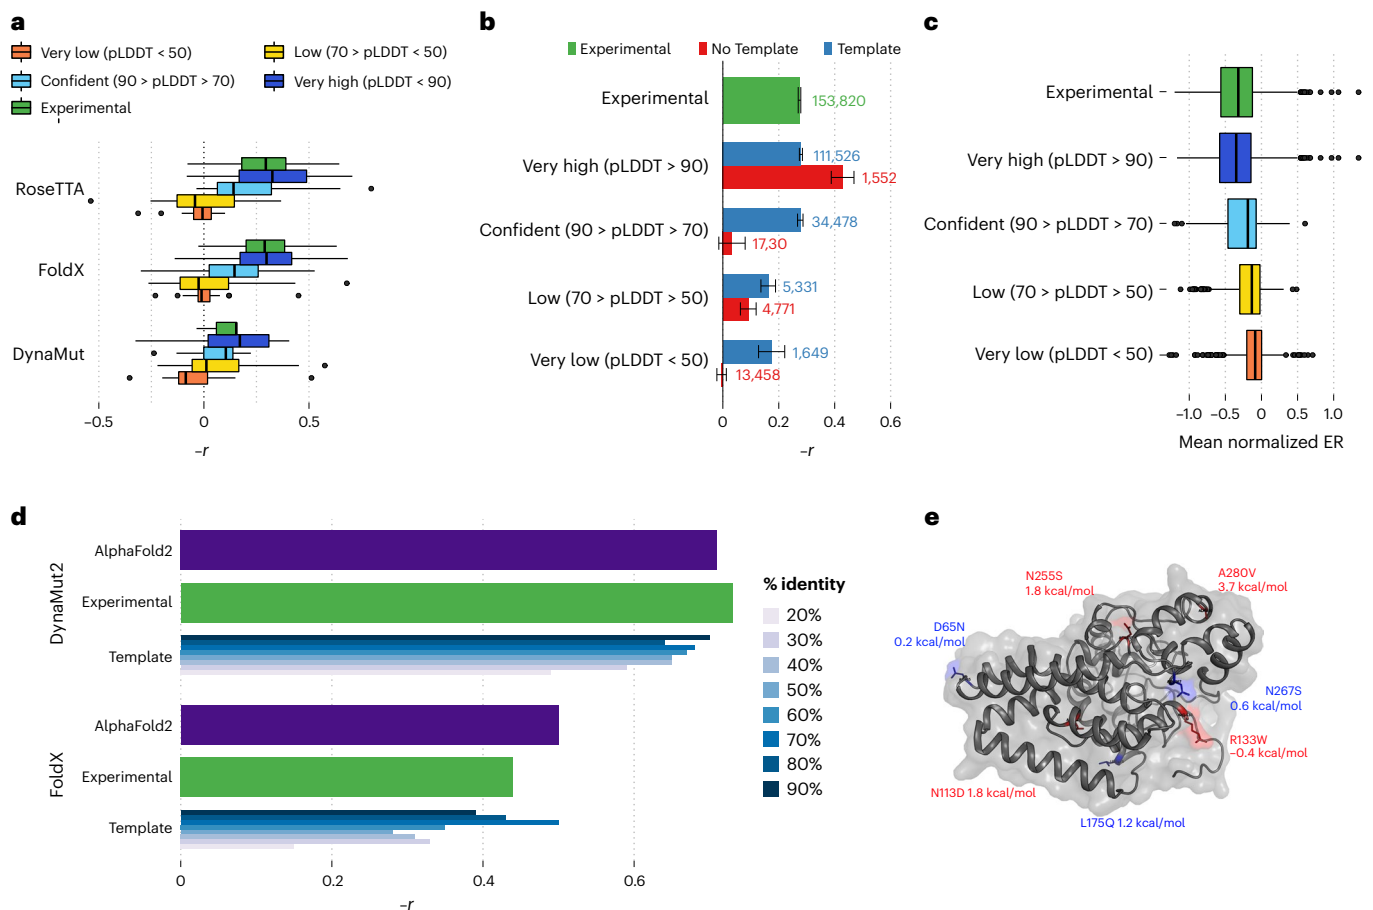 a
Very low (pLDDT < 50)
Low (70 > pLDDT < 50)
Confident (90 > pLDDT > 70)
Very high (pLDDT < 90)
Experimental
RoseTTA
FoldX
DynaMut
–0.5
0
0.5
–r
b
Experimental
No Template
Template
Experimental
153,820
Very high (pLDDT > 90)
111,526
1,552
Confident (90 > pLDDT > 70)
34,478
17,30
Low (70 > pLDDT > 50)
5,331
4,771
Very low (pLDDT < 50)
1,649
13,458
0
0.2
0.4
0.6
–r
c
Experimental
Very high (pLDDT > 90)
Confident (90 > pLDDT > 70)
Low (70 > pLDDT > 50)
Very low (pLDDT < 50)
–1.0
–0.5
0
0.5
1.0
Mean normalized ER
d
DynaMut2
AlphaFold2
Experimental
Template
FoldX
AlphaFold2
Experimental
Template
0
0.2
0.4
0.6
–r
% identity
20%
30%
40%
50%
60%
70%
80%
90%
e
N255S
1.8 kcal/mol
A280V
3.7 kcal/mol
D65N
0.2 kcal/mol
N267S
0.6 kcal/mol
R133W
–0.4 kcal/mol
N113D 1.8 kcal/mol
L175Q 1.2 kcal/mol